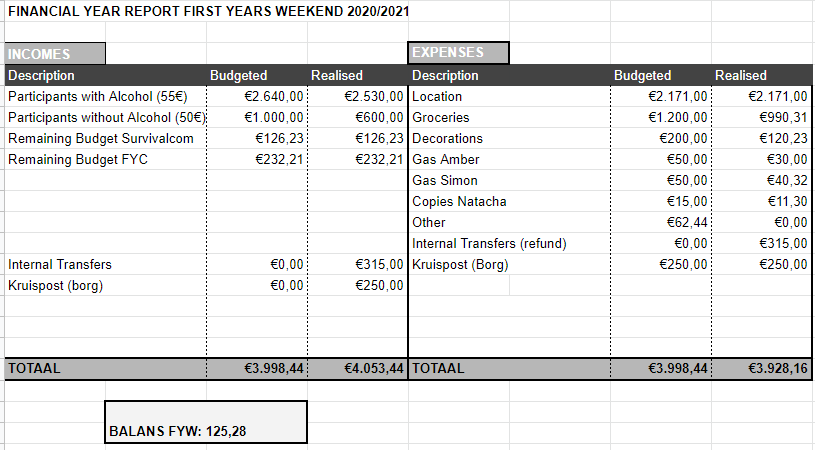 FINANCIAL YEAR REPORT FIRST YEARS WEEKEND 2020/2021
INCOMES EXPENSES
Description Budgeted Realised Description Budgeted Realised
Participants with Alcohol (55€) €2.640,00 €2.530,00 Location €2.171,00 €2.171,00
Participants without Alcohol (50€) €1.000,00 €600,00 Groceries €1.200,00 €990,31
Remaining Budget Survivalcom €126,23 €126,23 Decorations €200,00 €120,23
Remaining Budget FYC €232,21 €232,21 Gas Amber €50,00 €30,00
Gas Simon €50,00 €40,32
Copies Natacha €15,00 €11,30
Other €62,44 €0,00
Internal Transfers (refund) €0,00 €315,00
Internal Transfers €0,00 €315,00 Kruispost (Borg) €250,00 €250,00
Kruispost (borg) €0,00 €250,00
TOTAAL €3.998,44 €4.053,44 TOTAAL €3.998,44 €3.928,16
BALANS FYW: 125,28